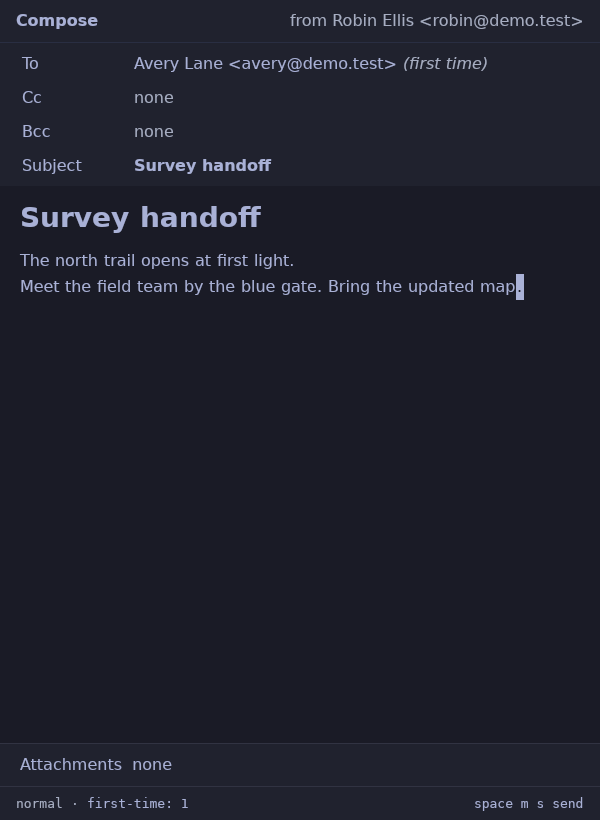 Compose from Robin Ellis <robin@demo.test>
To Avery Lane <avery@demo.test> (first time)
Cc none
Bcc none
Subject Survey handoff
Survey handoff
The north trail opens at first light.
Meet the field team by the blue gate. Bring the updated map.
Attachments none
normal · first-time: 1 space m s send